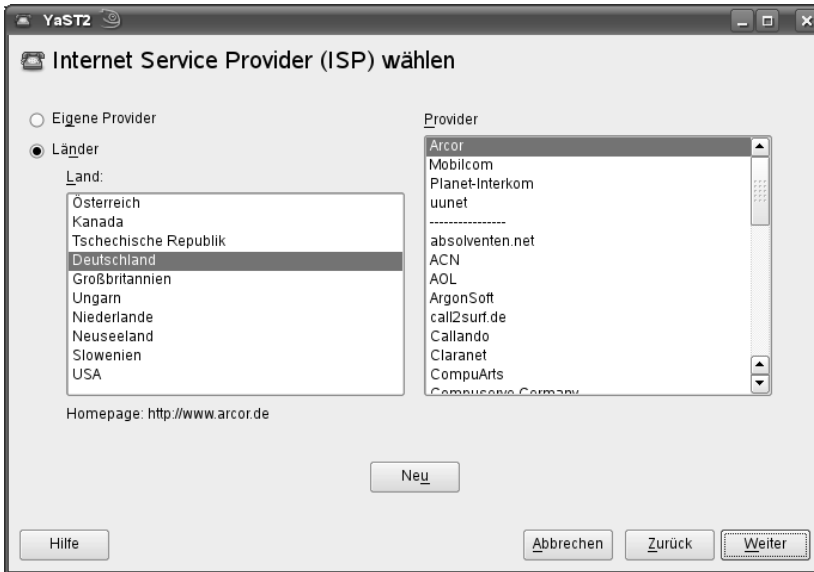 YaST2
Internet Service Provider (ISP) wählen
Eigene Provider
Länder
Land:
Österreich
Kanada
Tschechische Republik
Deutschland
Großbritannien
Ungarn
Niederlande
Neuseeland
Slowenien
USA
Homepage: http://www.arcor.de
Provider
Arcor
Mobilcom
Planet-Interkom
uunet
----------------
absolventen.net
ACN
AOL
ArgonSoft
call2surf.de
Callando
Claranet
CompuArts
Compuserve Germany
Neu
Hilfe
Abbrechen
Zurück
Weiter